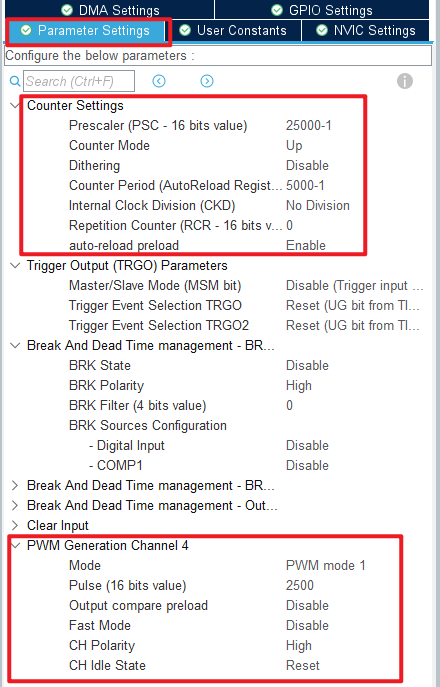 DMA Settings GPIO Settings
Parameter Settings User Constants NVIC Settings
Configure the below parameters :
Search (Ctrl+F)
Counter Settings
Prescaler (PSC - 16 bits value) 25000-1
Counter Mode Up
Dithering Disable
Counter Period (AutoReload Regist... 5000-1
Internal Clock Division (CKD) No Division
Repetition Counter (RCR - 16 bits v... 0
auto-reload preload Enable
Trigger Output (TRGO) Parameters
Master/Slave Mode (MSM bit) Disable (Trigger input ...
Trigger Event Selection TRGO Reset (UG bit from TI...
Trigger Event Selection TRGO2 Reset (UG bit from TI...
Break And Dead Time management - BR...
BRK State Disable
BRK Polarity High
BRK Filter (4 bits value) 0
BRK Sources Configuration
- Digital Input Disable
- COMP1 Disable
Break And Dead Time management - BR...
Break And Dead Time management - Out...
Clear Input
PWM Generation Channel 4
Mode PWM mode 1
Pulse (16 bits value) 2500
Output compare preload Disable
Fast Mode Disable
CH Polarity High
CH Idle State Reset